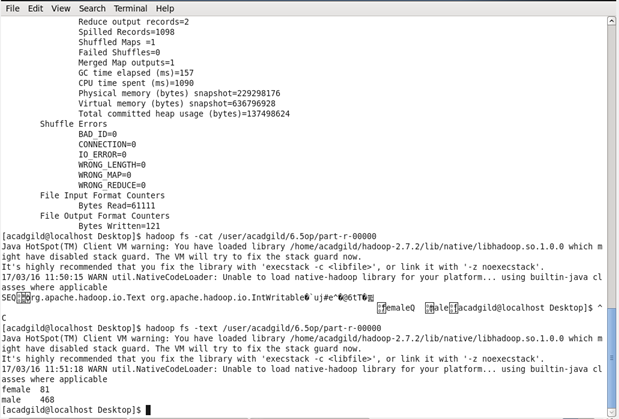 File Edit View Search Terminal Help
Reduce output records=2
Spilled Records=1098
Shuffled Maps =1
Failed Shuffles=0
Merged Map outputs=1
GC time elapsed (ms)=157
CPU time spent (ms)=1090
Physical memory (bytes) snapshot=229298176
Virtual memory (bytes) snapshot=636796928
Total committed heap usage (bytes)=137498624
Shuffle Errors
BAD_ID=0
CONNECTION=0
IO_ERROR=0
WRONG_LENGTH=0
WRONG_MAP=0
WRONG_REDUCE=0
File Input Format Counters
Bytes Read=61111
File Output Format Counters
Bytes Written=121
[acadgild@localhost Desktop]$ hadoop fs -cat /user/acadgild/6.5op/part-r-00000
Java HotSpot(TM) Client VM warning: You have loaded library /home/acadgild/hadoop-2.7.2/lib/native/libhadoop.so.1.0.0 which m
ight have disabled stack guard. The VM will try to fix the stack guard now.
It's highly recommended that you fix the library with 'execstack -c <libfile>', or link it with '-z noexecstack'.
17/03/16 11:50:15 WARN util.NativeCodeLoader: Unable to load native-hadoop library for your platform... using builtin-java cl
asses where applicable
SEQ org.apache.hadoop.io.Text org.apache.hadoop.io.IntWritable�`uj#e^�@6tT�
femaleQ male [acadgild@localhost Desktop]$ ^
C
[acadgild@localhost Desktop]$ hadoop fs -text /user/acadgild/6.5op/part-r-00000
Java HotSpot(TM) Client VM warning: You have loaded library /home/acadgild/hadoop-2.7.2/lib/native/libhadoop.so.1.0.0 which m
ight have disabled stack guard. The VM will try to fix the stack guard now.
It's highly recommended that you fix the library with 'execstack -c <libfile>', or link it with '-z noexecstack'.
17/03/16 11:51:18 WARN util.NativeCodeLoader: Unable to load native-hadoop library for your platform... using builtin-java cl
asses where applicable
female 81
male 468
[acadgild@localhost Desktop]$